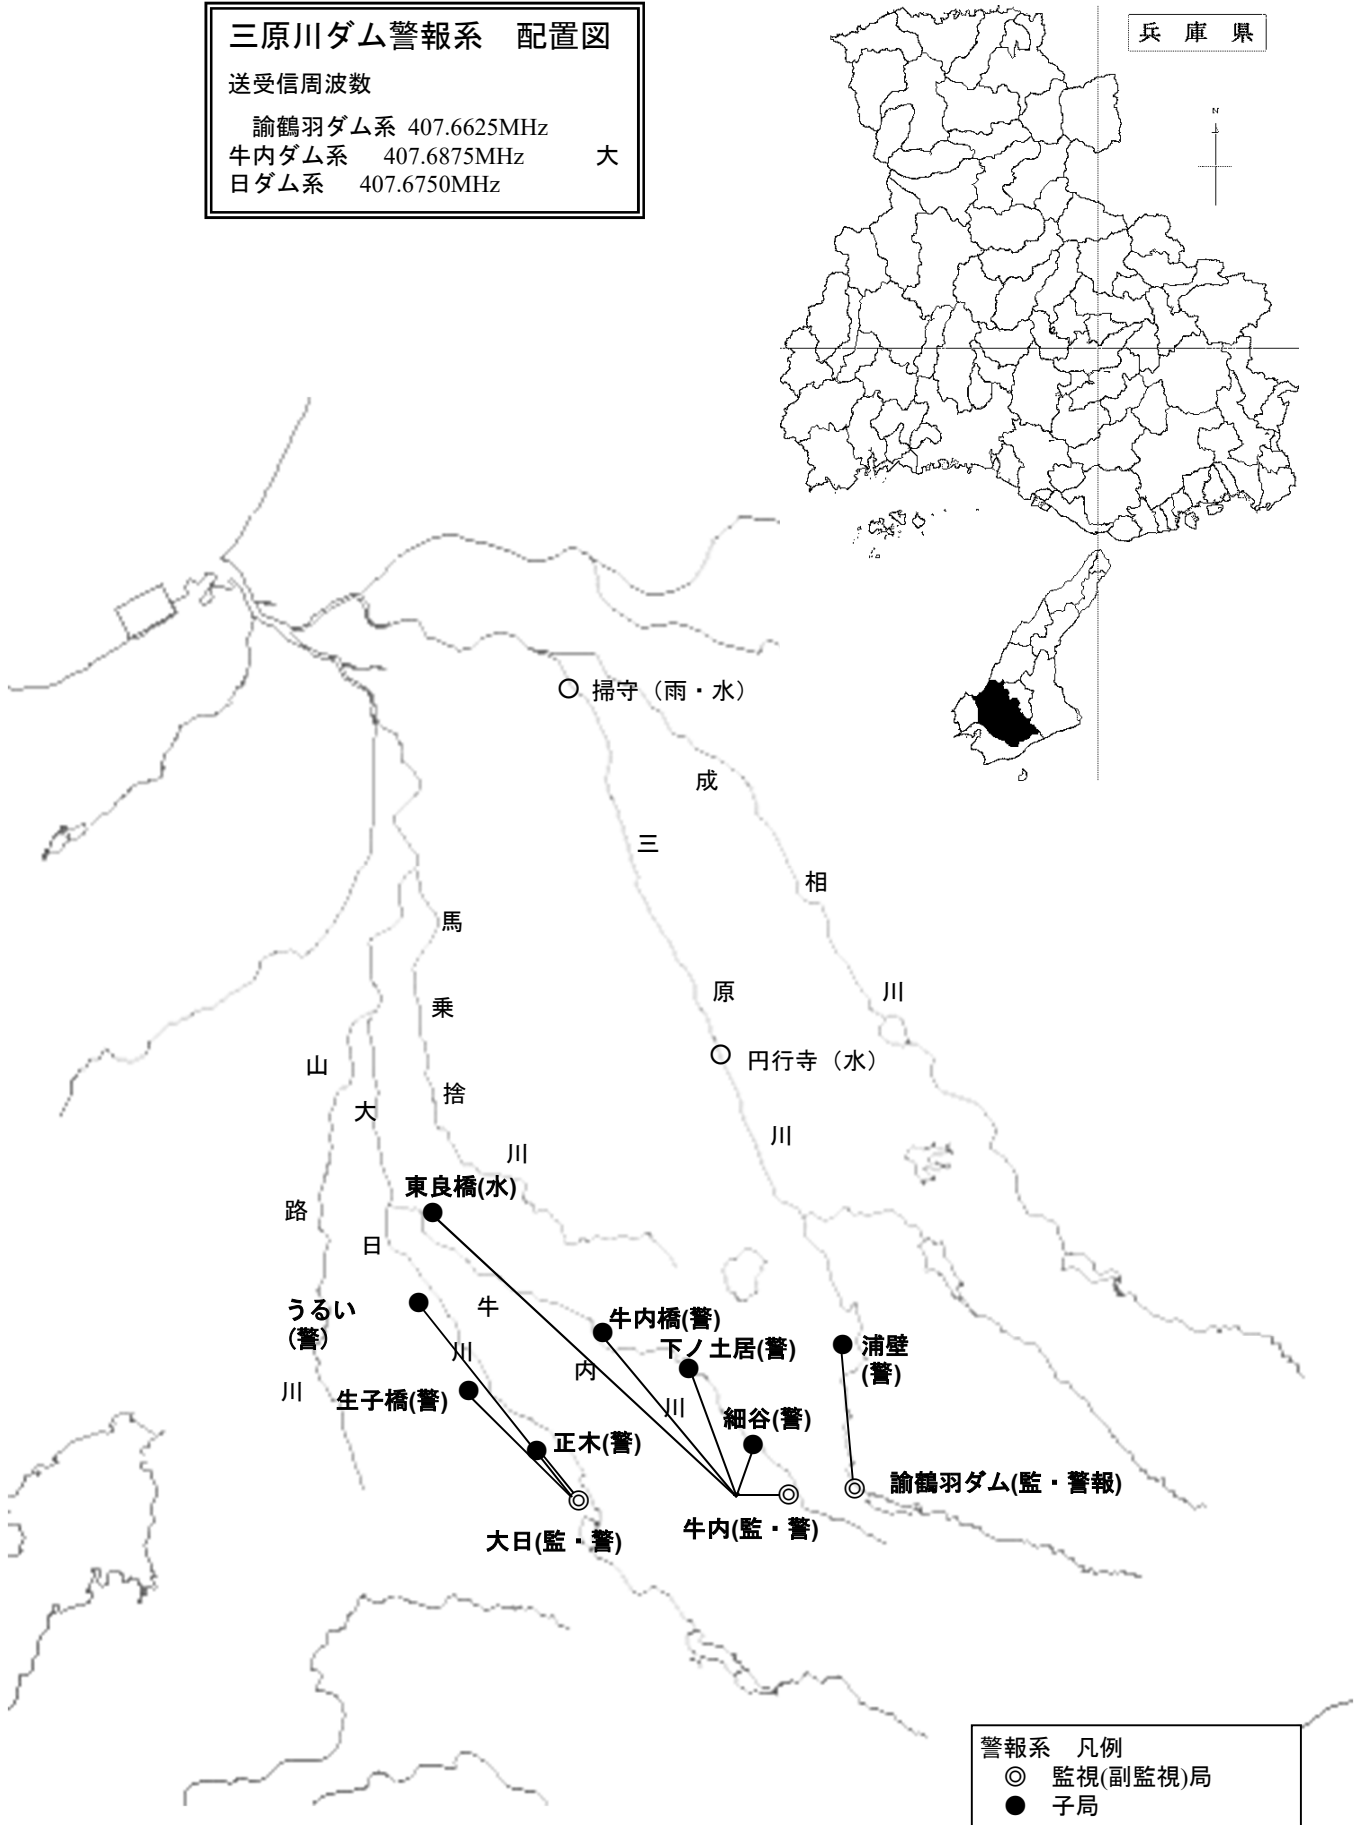 三原川ダム警報系　配置図
送受信周波数
諭鶴羽ダム系 407.6625MHz
牛内ダム系　407.6875MHz　　　大
日ダム系　407.6750MHz
兵 庫 県
N
掃守（雨・水）
成
相
川
三
原
川
円行寺（水）
馬
乗
捨
川
山
路
川
大
日
川
東良橋(水)
牛
内
川
うるい
(警)
生子橋(警)
正木(警)
大日(監・警)
牛内橋(警)
下ノ土居(警)
細谷(警)
牛内(監・警)
浦壁
(警)
諭鶴羽ダム(監・警報)
警報系　凡例
◎　監視(副監視)局
●　子局